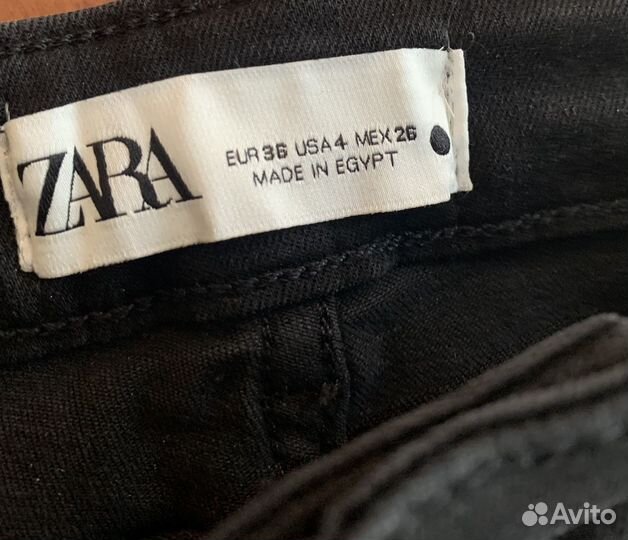 ZARA
EUR 36 USA 4 MEX 26
MADE IN EGYPT
Avito